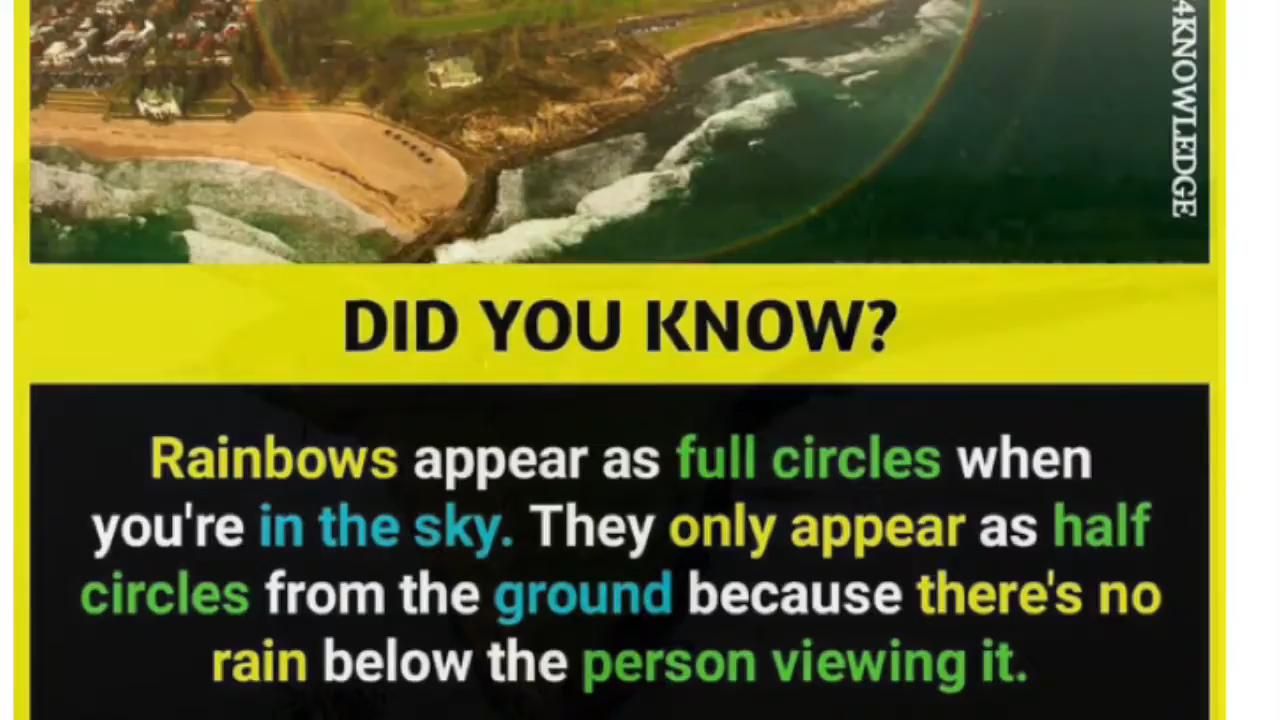 4KNOWLEDGE
DID YOU KNOW?
Rainbows appear as full circles when
you're in the sky. They only appear as half
circles from the ground because there's no
rain below the person viewing it.